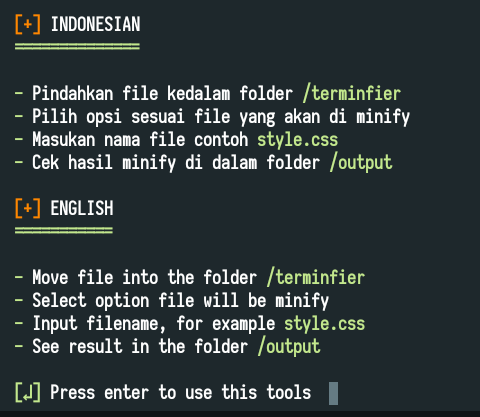 [+] INDONESIAN
==============
- Pindahkan file kedalam folder /terminfier
- Pilih opsi sesuai file yang akan di minify
- Masukan nama file contoh style.css
- Cek hasil minify di dalam folder /output
[+] ENGLISH
===========
- Move file into the folder /terminfier
- Select option file will be minify
- Input filename, for example style.css
- See result in the folder /output
[↲] Press enter to use this tools